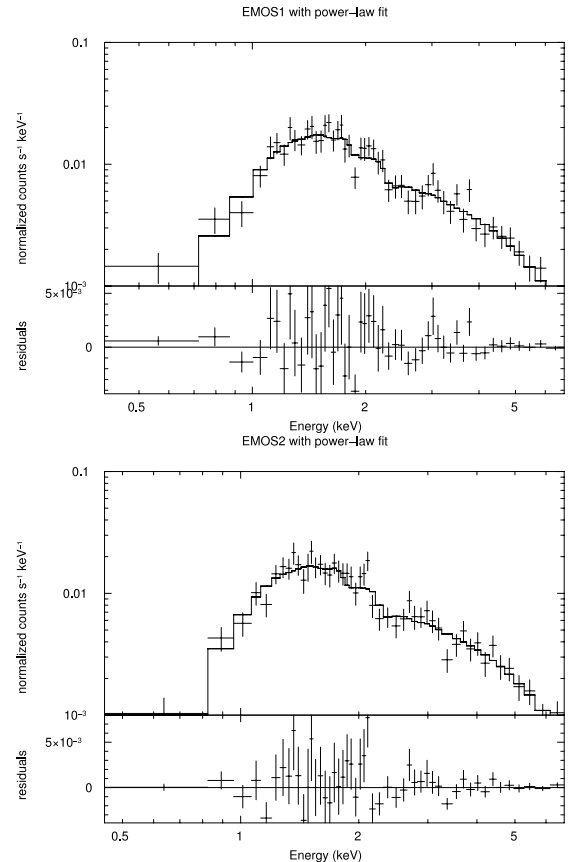 EMOS1 with power−law fit
0.1
0.01
10−3
normalized counts s−1 keV−1
5×10−3
0
residuals
0.5 1 2 5
Energy (keV)
EMOS2 with power−law fit
0.1
0.01
10−3
normalized counts s−1 keV−1
5×10−3
0
residuals
0.5 1 2 5
Energy (keV)